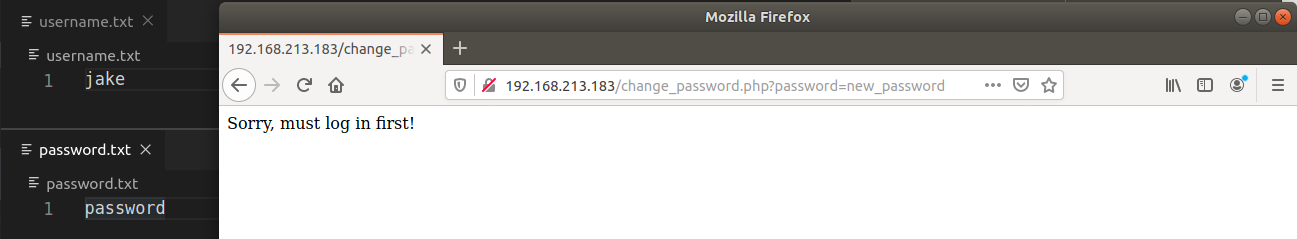 username.txt
username.txt
1 jake
password.txt
password.txt
1 password
Mozilla Firefox
192.168.213.183/change_pa
192.168.213.183/change_password.php?password=new_password
Sorry, must log in first!